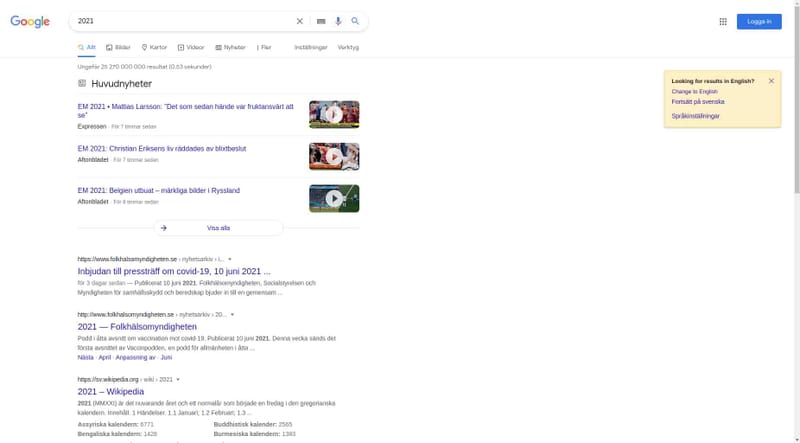 Google
2021
Logga in
Allt
Bilder
Kartor
Videor
Nyheter
Fler
Inställningar
Verktyg
Ungefär 25 270 000 000 resultat (0,63 sekunder)
Huvudnyheter
EM 2021 • Mattias Larsson: "Det som sedan hände var fruktansvärt att
se"
Expressen · För 7 timmar sedan
EM 2021: Christian Eriksens liv räddades av blixtbeslut
Aftonbladet · För 7 timmar sedan
EM 2021: Belgien utbuat – märkliga bilder i Ryssland
Aftonbladet · För 8 timmar sedan
Visa alla
Looking for results in English?
Change to English
Fortsätt på svenska
Språkinställningar
https://www.folkhalsomyndigheten.se › nyhetsarkiv › i...
Inbjudan till pressträff om covid-19, 10 juni 2021 ...
för 3 dagar sedan — Publicerat 10 juni 2021. Folkhälsomyndigheten, Socialstyrelsen och
Myndigheten för samhällsskydd och beredskap bjuder in till en gemensam ...
http://www.folkhalsomyndigheten.se › nyhetsarkiv › 20...
2021 — Folkhälsomyndigheten
Podd i åtta avsnitt om vaccination mot covid-19. Publicerat 10 juni 2021. Denna vecka sänds det
första avsnittet av Vaccinpodden, en podd för allmänheten i åtta ...
Nästa · April · Anpassning av · Juni
https://sv.wikipedia.org › wiki › 2021
2021 – Wikipedia
2021 (MMXXI) är det nuvarande året och ett normalår som började en fredag i den gregorianska
kalendern. Innehåll. 1 Händelser. 1.1 Januari; 1.2 Februari; 1.3 ...
Assyriska kalendern: 6771
Buddhistisk kalender: 2565
Bengaliska kalendern: 1428
Burmesiska kalender: 1383